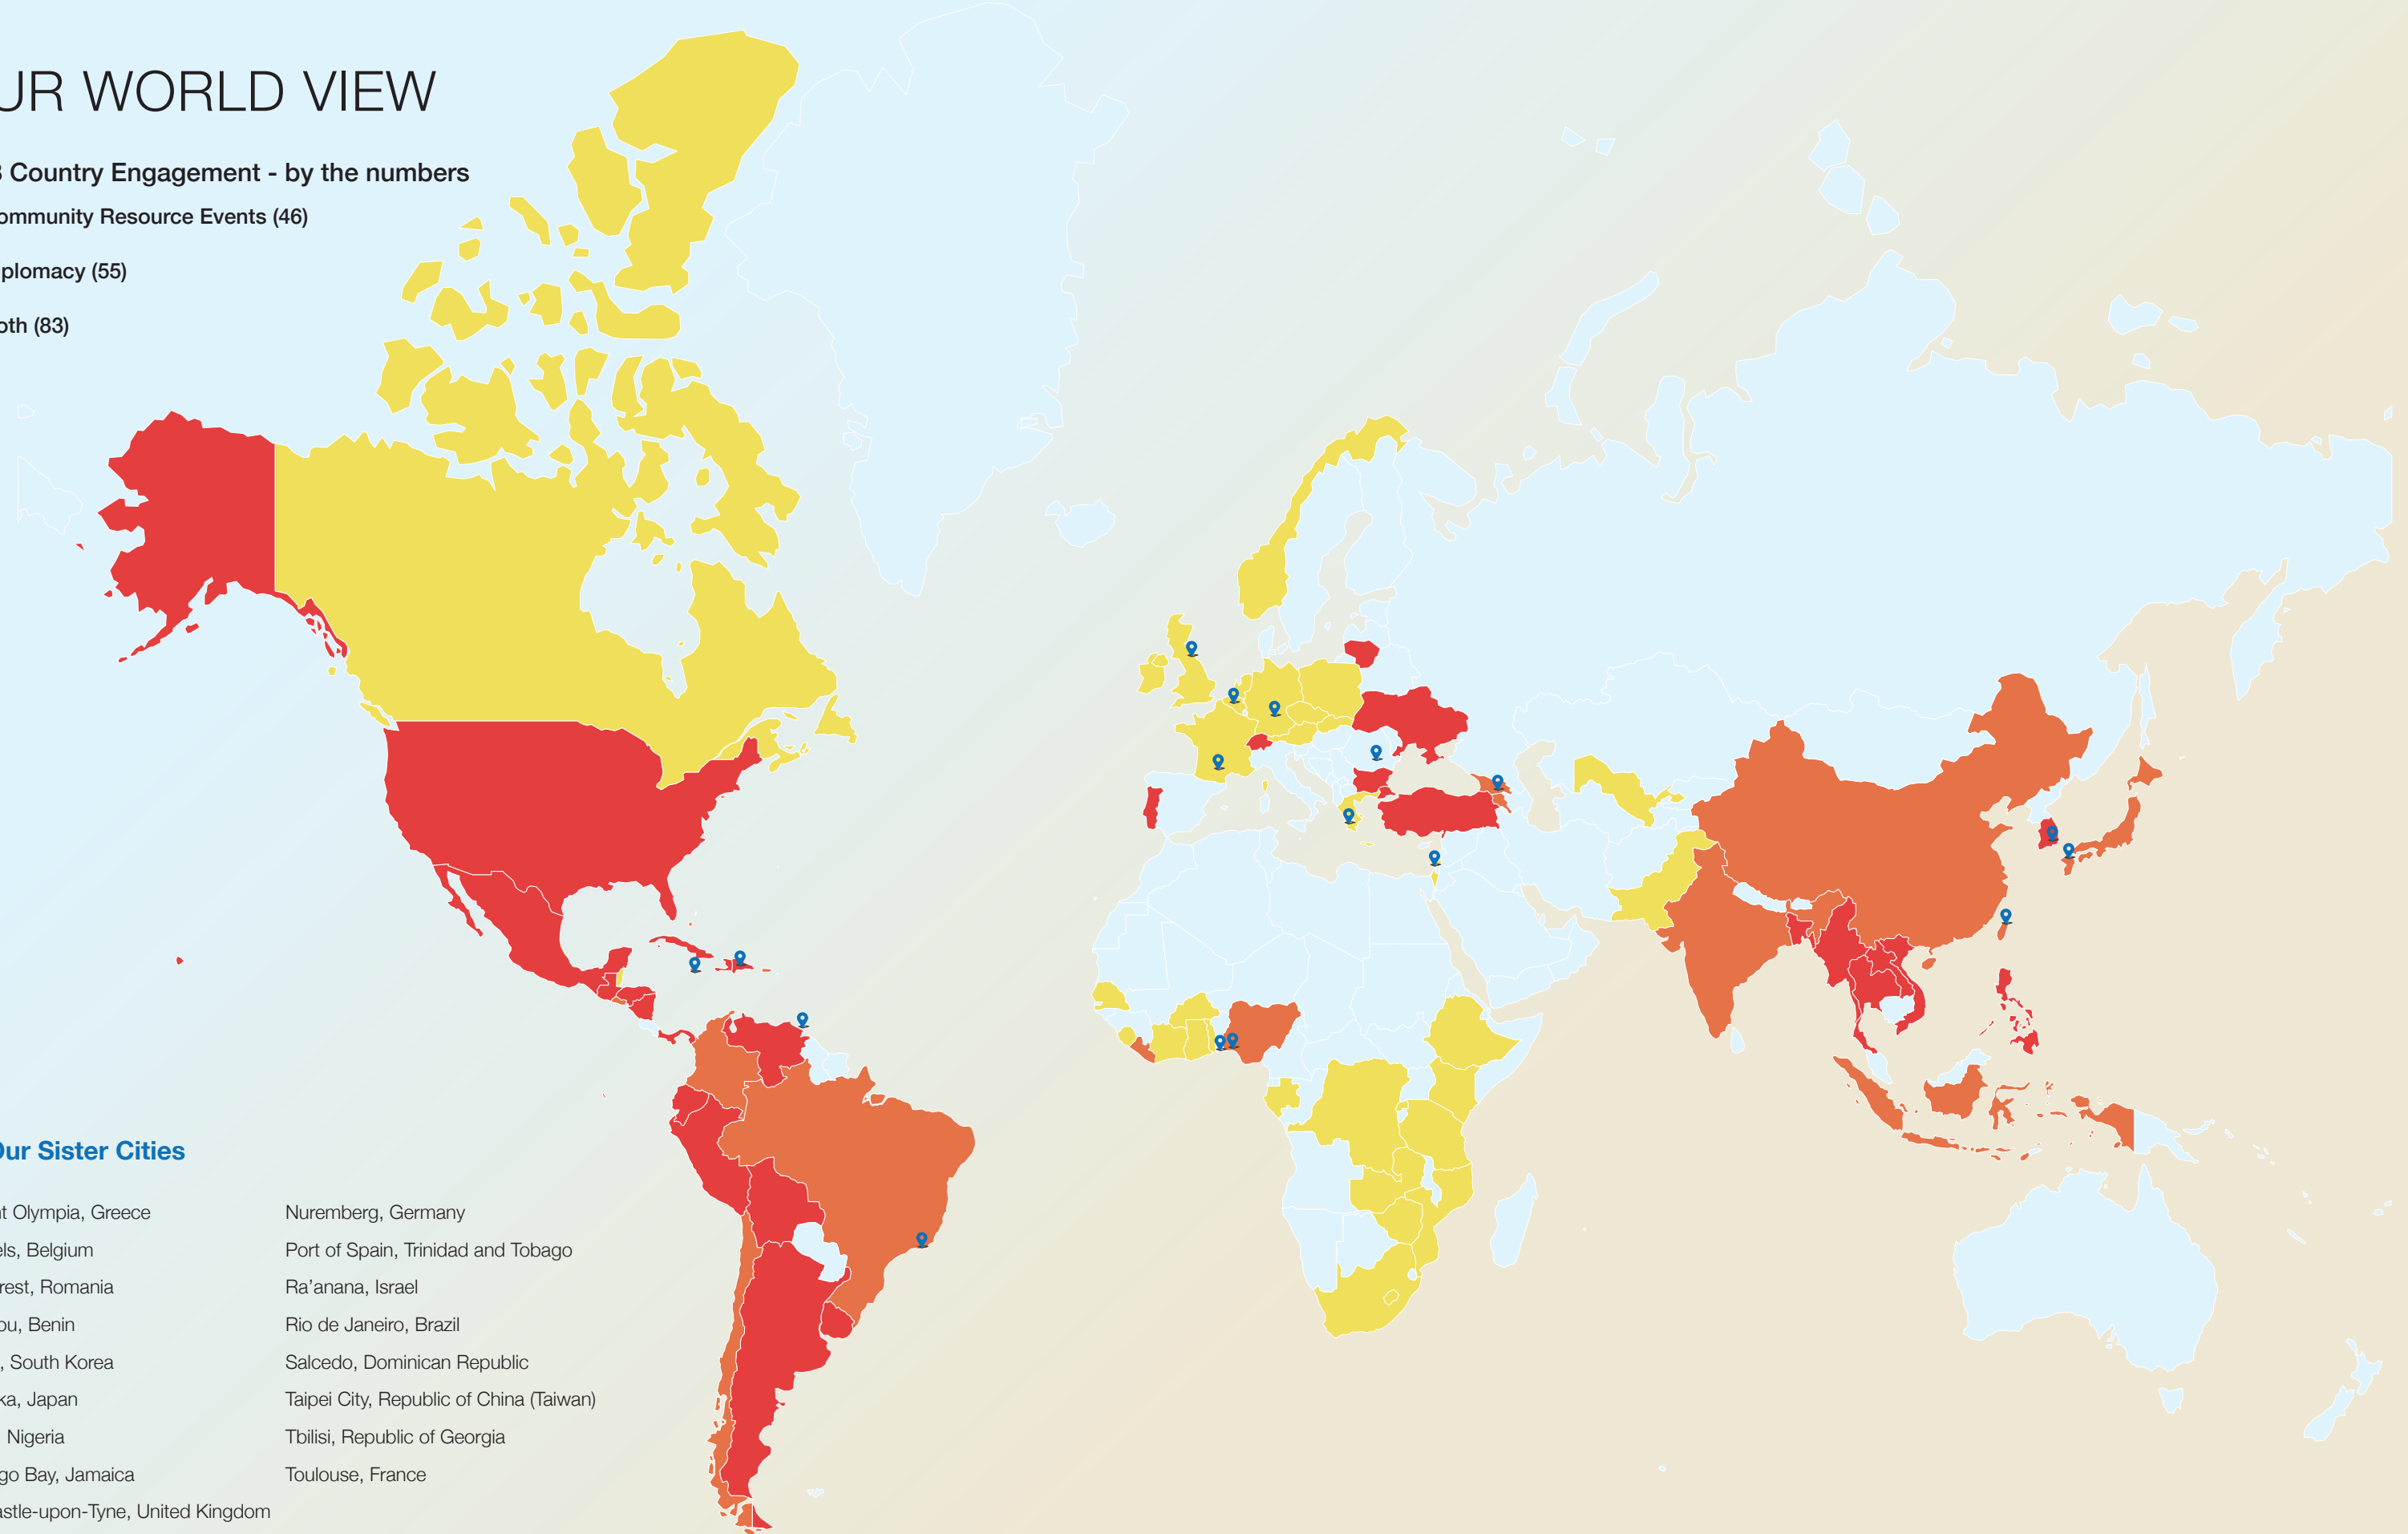 UR WORLD VIEW
3 Country Engagement - by the numbers
ommunity Resource Events (46)
plomacy (55)
oth (83)
Our Sister Cities
t Olympia, Greece
els, Belgium
rest, Romania
ou, Benin
, South Korea
ka, Japan
, Nigeria
go Bay, Jamaica
astle-upon-Tyne, United Kingdom
Nuremberg, Germany
Port of Spain, Trinidad and Tobago
Ra’anana, Israel
Rio de Janeiro, Brazil
Salcedo, Dominican Republic
Taipei City, Republic of China (Taiwan)
Tbilisi, Republic of Georgia
Toulouse, France